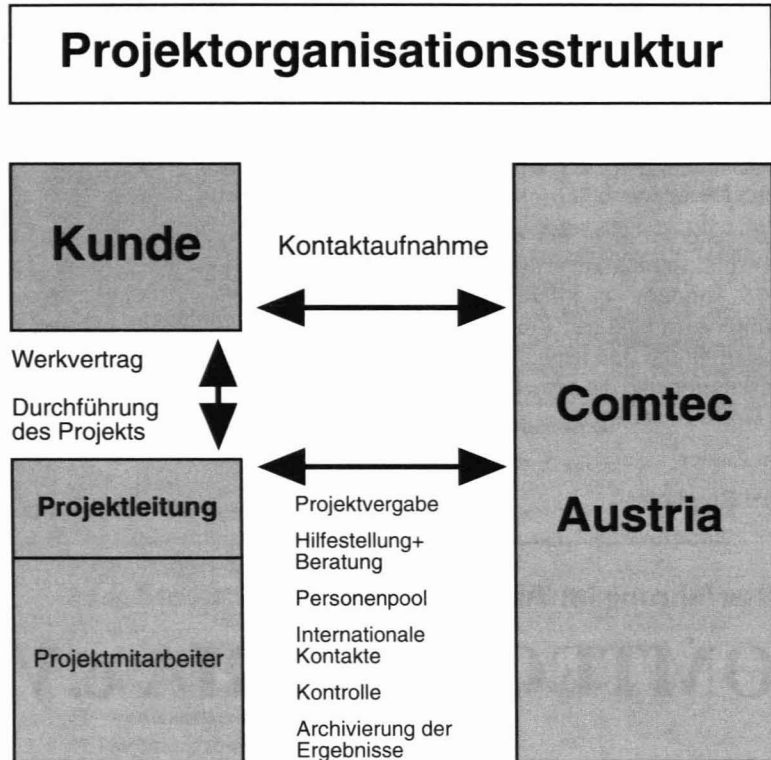 Projektorganisationsstruktur
Kunde
Kontaktaufnahme
Werkvertrag
Durchführung
des Projekts
Comtec
Austria
Projektleitung
Projektmitarbeiter
Projektvergabe
Hilfestellung+
Beratung
Personenpool
Internationale
Kontakte
Kontrolle
Archivierung der
Ergebnisse